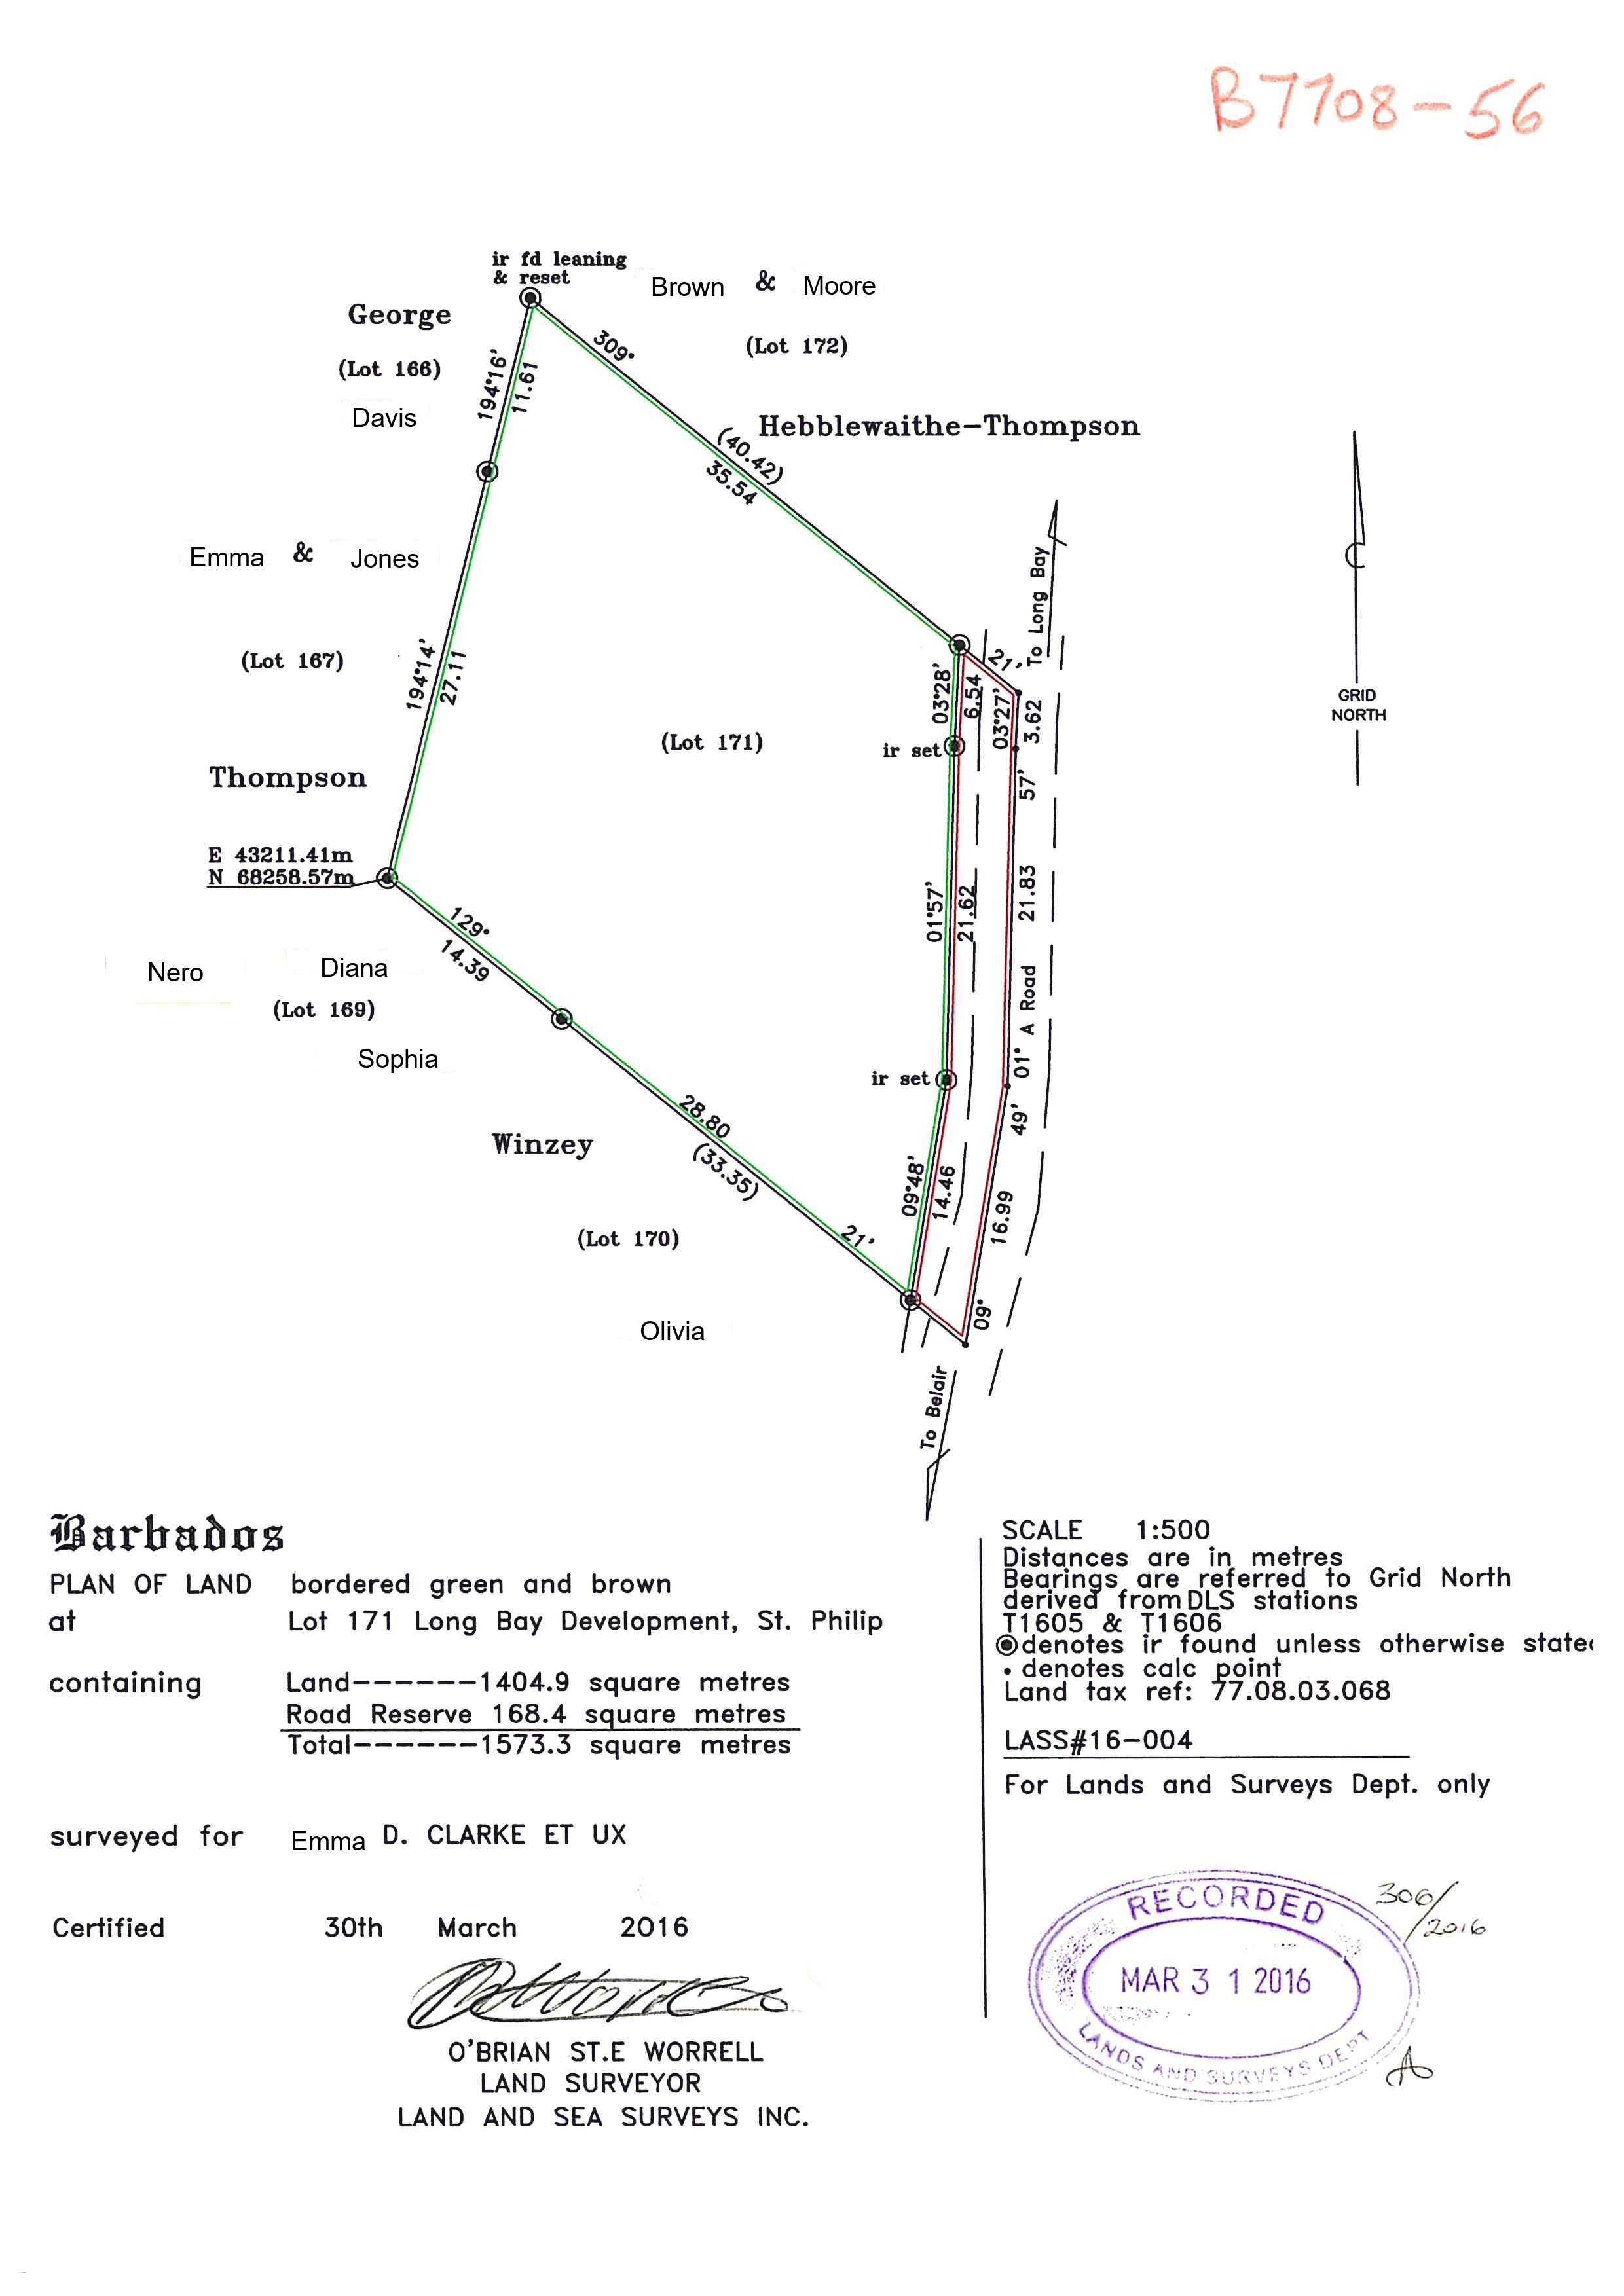 B7708-56
ir fd leaning
& reset
Brown & Moore
George
(Lot 172)
(Lot 166)
Davis
194°16'
11.61
309°
Hebblewaithe-Thompson
(40.42)
35.54
Emma & Jones
(Lot 167)
194°14'
27.11
To Long Bay
21'
GRID
NORTH
03°28'
6.54
03°27'
3.62
(Lot 171)
ir set
57'
Thompson
E 43211.41m
N 68258.57m
01°57'
21.62
21.83
129°
14.39
Nero Diana
(Lot 169)
Sophia
A Road
01°
ir set
28.80
(33.35)
49'
Winzey
09°48'
14.46
16.99
(Lot 170)
21'
09°
Olivia
To Belair
Barbados
PLAN OF LAND bordered green and brown
at Lot 171 Long Bay Development, St. Philip
containing Land------1404.9 square metres
Road Reserve 168.4 square metres
Total------1573.3 square metres
surveyed for Emma D. CLARKE ET UX
Certified 30th March 2016
O'BRIAN ST.E WORRELL
LAND SURVEYOR
LAND AND SEA SURVEYS INC.
SCALE 1:500
Distances are in metres
Bearings are referred to Grid North
derived from DLS stations
T1605 & T1606
denotes ir found unless otherwise state
• denotes calc point
Land tax ref: 77.08.03.068
LASS#16-004
For Lands and Surveys Dept. only
306/2016
RECORDED
MAR 31 2016
LANDS AND SURVEYS DEPT